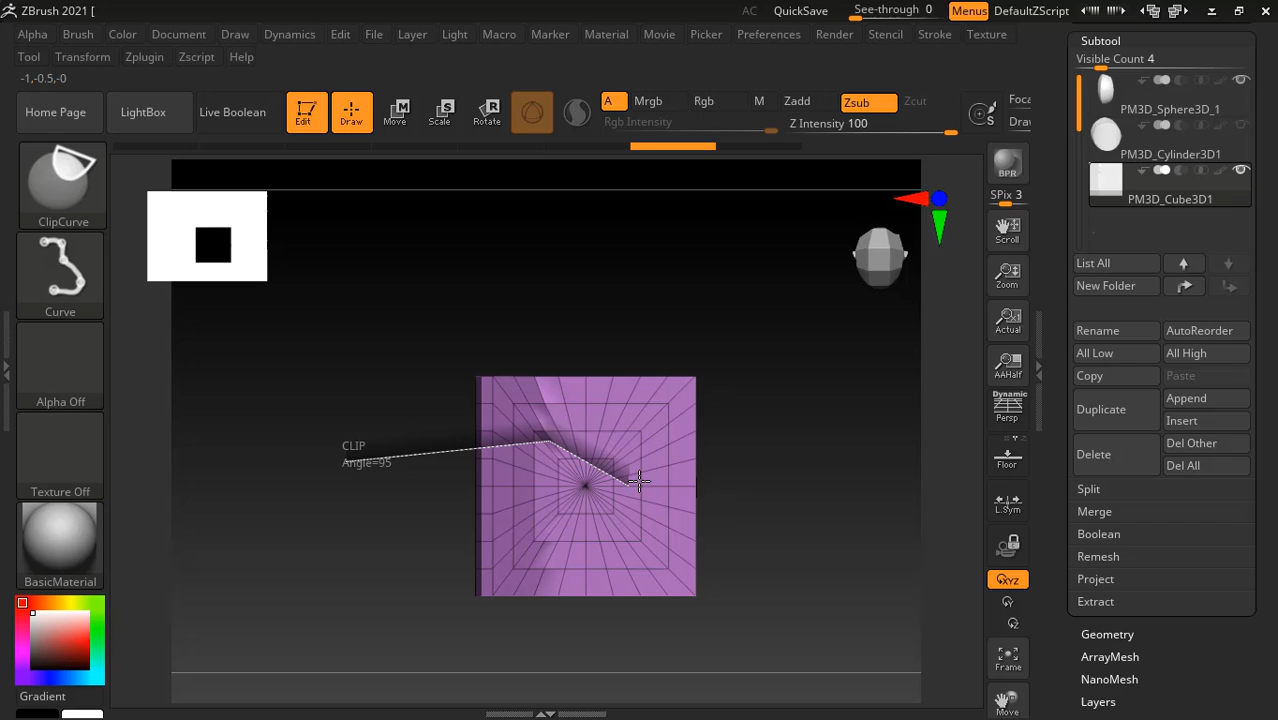 ZBrush 2021 [
AC
QuickSave
See-through 0
Menus
DefaultZScript
Alpha
Brush
Color
Document
Draw
Dynamics
Edit
File
Layer
Light
Macro
Marker
Material
Movie
Picker
Preferences
Render
Stencil
Stroke
Texture
Tool
Transform
Zplugin
Zscript
Help
-1,-0.5,-0
Home Page
LightBox
Live Boolean
Edit
Draw
Move
Scale
Rotate
A
Mrgb
Rgb
M
Zadd
Zsub
Zcut
Rgb Intensity
Z Intensity 100
Foca
Drav
ClipCurve
Curve
Alpha Off
Texture Off
BasicMaterial
Gradient
CLIP
Angle=95
BPR
SPix 3
Scroll
Zoom
Actual
AAHalf
Dynamic
Persp
Floor
L.Sym
XYZ
Y
Z
Frame
Move
Subtool
Visible Count 4
PM3D_Sphere3D_1
PM3D_Cylinder3D1
PM3D_Cube3D1
List All
New Folder
Rename
AutoReorder
All Low
All High
Copy
Paste
Duplicate
Append
Insert
Delete
Del Other
Del All
Split
Merge
Boolean
Remesh
Project
Extract
Geometry
ArrayMesh
NanoMesh
Layers